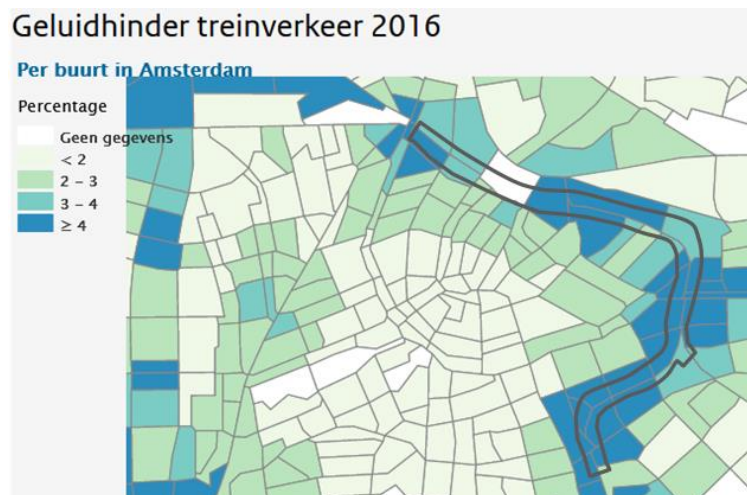 Geluidhinder treinverkeer 2016
Per buurt in Amsterdam
Percentage
Geen gegevens
< 2
2 – 3
3 – 4
≥ 4